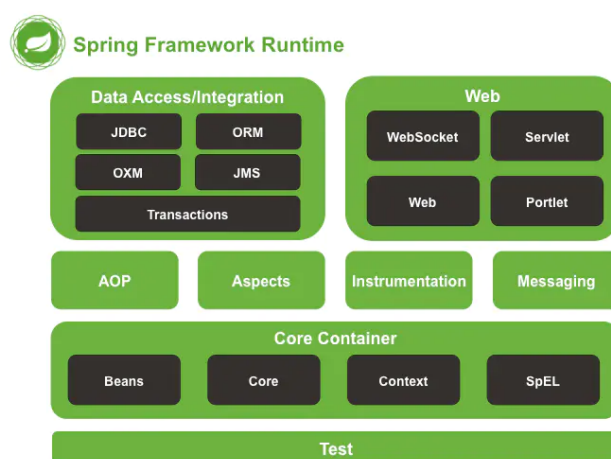 Spring Framework Runtime
Data Access/Integration
JDBC ORM
OXM JMS
Transactions
Web
WebSocket Servlet
Web Portlet
AOP Aspects Instrumentation Messaging
Core Container
Beans Core Context SpEL
Test